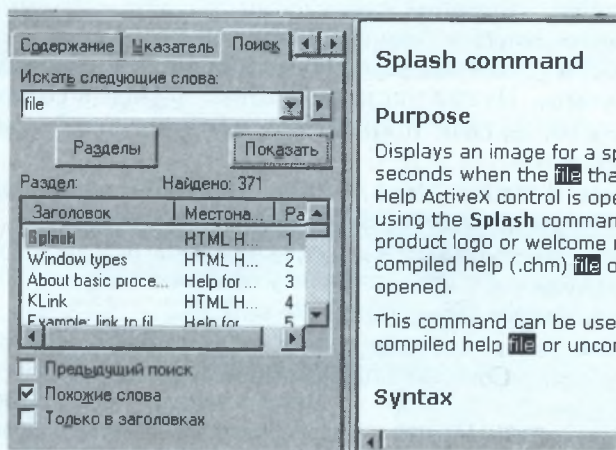 Содержание Указатель Поиск
Искать следующие слова:
file
Разделы Показать
Раздел: Найдено: 371
Заголовок Местона... Ра
Splash HTML H... 1
Window types HTML H... 2
About basic proce... Help for ... 3
KLink HTML H... 4
Example: link to fil Help for 5
Предыдущий поиск
Похожие слова
Только в заголовках
Splash command
Purpose
Displays an image for a sp
seconds when the file tha
Help ActiveX control is ope
using the Splash comman
product logo or welcome
compiled help (.chm) file o
opened.
This command can be use
compiled help file or uncor
Syntax